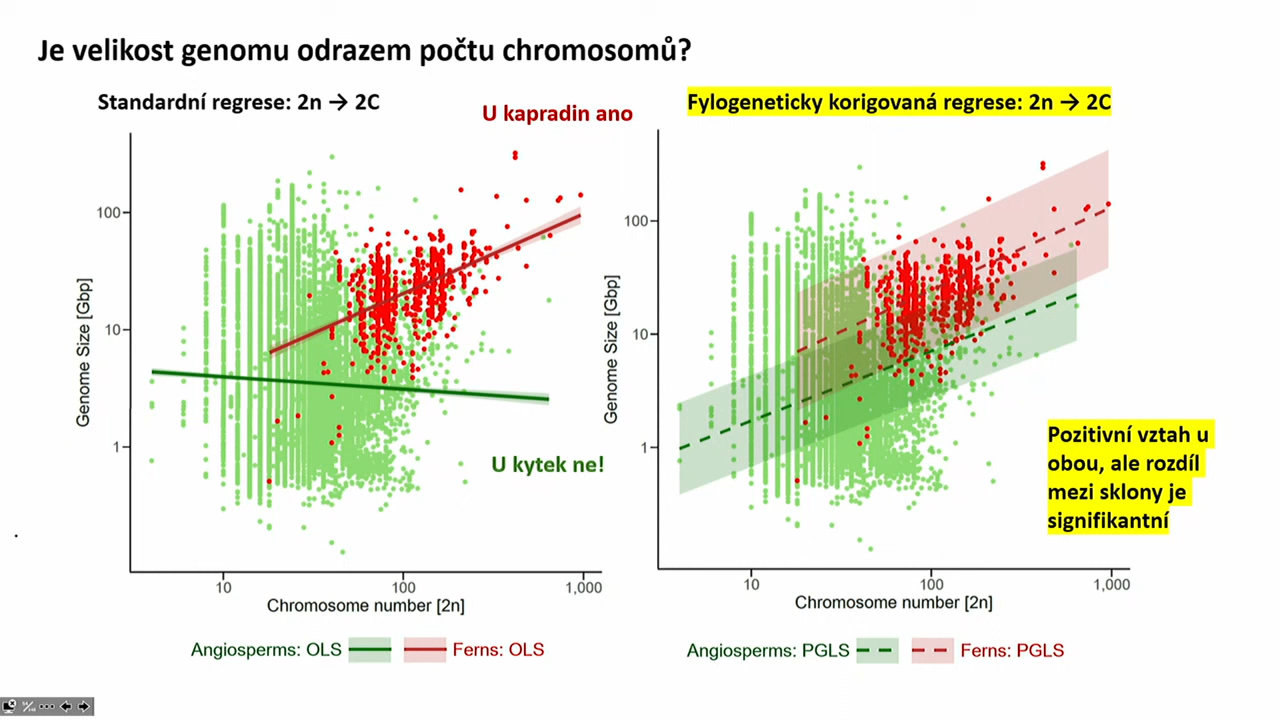 Je velikost genomu odrazem počtu chromosomů?
Standardní regrese: 2n → 2C
U kapradin ano
Genome Size [Gbp]
100
10
1
U kytek ne!
10
100
1,000
Chromosome number [2n]
Angiosperms: OLS
Ferns: OLS
Fylogeneticky korigovaná regrese: 2n → 2C
Genome Size [Gbp]
100
10
1
Pozitivní vztah u
obou, ale rozdíl
mezi sklony je
signifikantní
10
100
1,000
Chromosome number [2n]
Angiosperms: PGLS
Ferns: PGLS